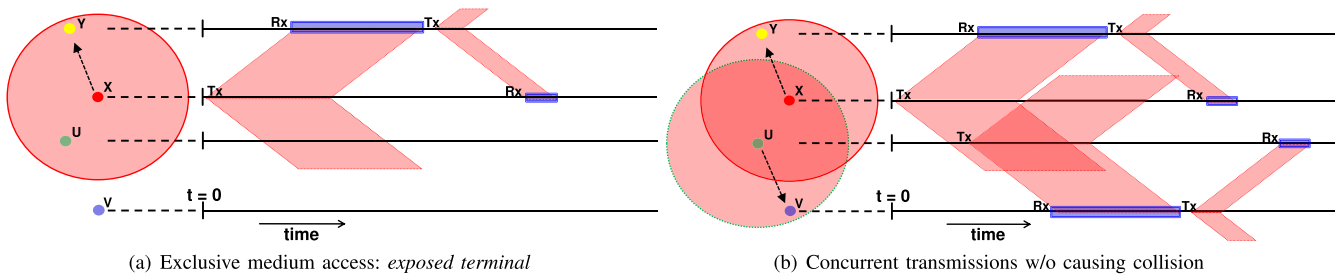 Y
Rx
Tx
X
Tx
Rx
U
t = 0
V
time
(a) Exclusive medium access: exposed terminal
Y
Rx
Tx
X
Tx
Rx
U
Tx
Rx
t = 0
V
Rx
Tx
time
(b) Concurrent transmissions w/o causing collision